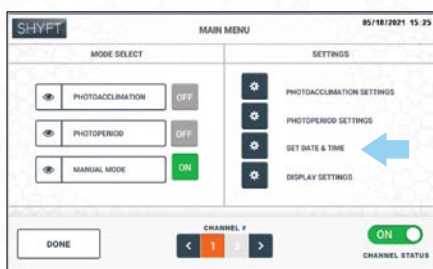 SHYFT
MAIN MENU
05/18/2021 15:25
MODE SELECT
SETTINGS
PHOTOACCLIMATION
OFF
PHOTOPERIOD
OFF
MANUAL MODE
ON
PHOTOACCLIMATION SETTINGS
PHOTOPERIOD SETTINGS
SET DATE & TIME
DISPLAY SETTINGS
DONE
CHANNEL #
< 1 2 >
ON
CHANNEL STATUS